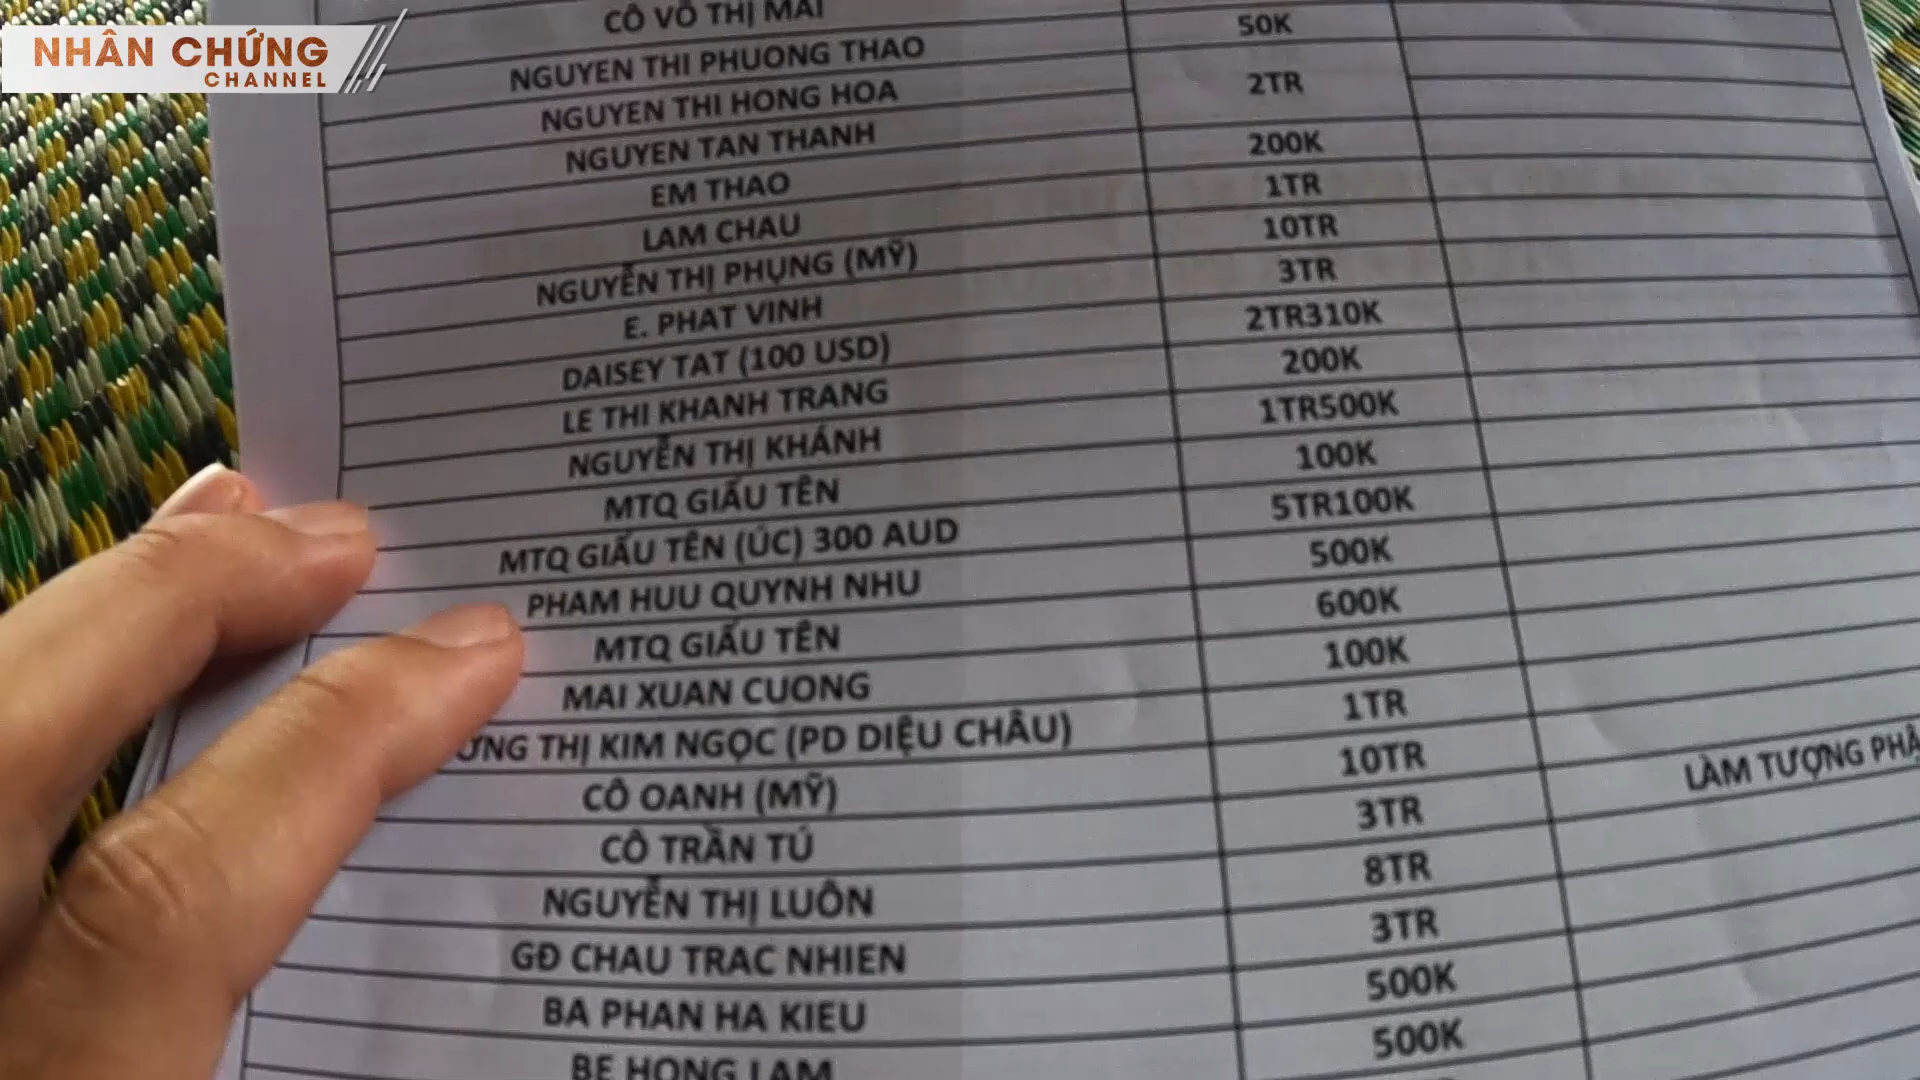 NHÂN CHỨNG
CHANNEL
CÔ VÕ THỊ MAI
NGUYEN THI PHUONG THAO 50K
NGUYEN THI HONG HOA 2TR
NGUYEN TAN THANH
EM THAO 200K
LAM CHAU 1TR
NGUYỄN THỊ PHỤNG (MỸ) 10TR
E. PHAT VINH 3TR
DAISEY TAT (100 USD) 2TR310K
LE THI KHANH TRANG 200K
NGUYỄN THỊ KHÁNH 1TR500K
MTQ GIẤU TÊN 100K
MTQ GIẤU TÊN (ÚC) 300 AUD 5TR100K
PHAM HUU QUYNH NHU 500K
MTQ GIẤU TÊN 600K
MAI XUAN CUONG 100K
THỊ KIM NGỌC (PD DIỆU CHÂU) 1TR
CÔ OANH (MỸ) 10TR
CÔ TRẦN TÚ 3TR LÀM TƯỢNG
NGUYỄN THỊ LUÔN 8TR
GĐ CHAU TRAC NHIEN 3TR
BA PHAN HA KIEU 500K
BE HONG LAM 500K